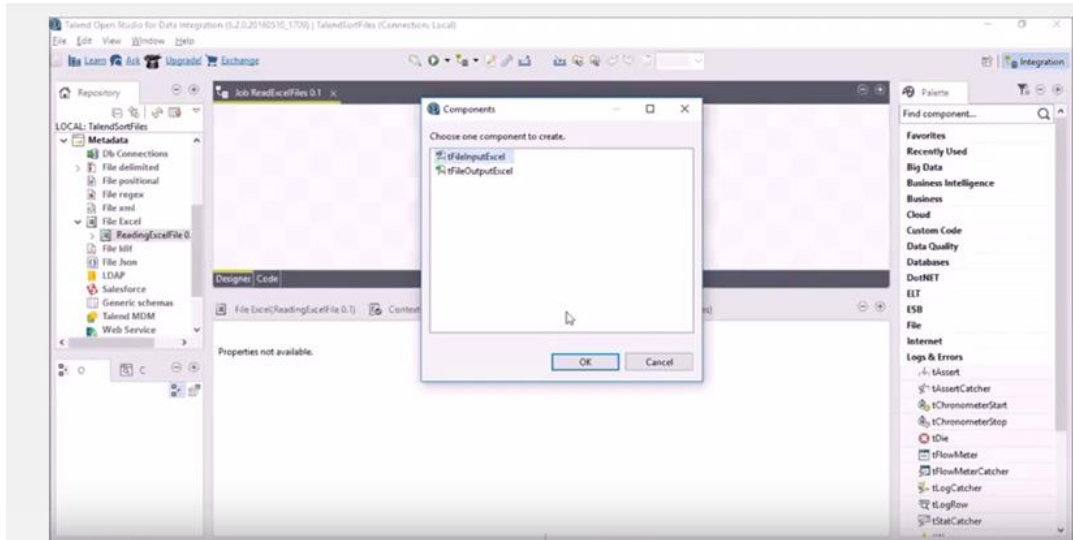 Talend Open Studio for Data Integration (6.2.0.20160510_1709) | TalendSortFiles (Connection: Local)
File Edit View Window Help
Learn Ask Upgrade! Exchange
Integration
Repository
LOCAL: TalendSortFiles
Metadata
Db Connections
File delimited
File positional
File regex
File xml
File Excel
ReadingExcelFile 0.
File ldif
File Json
LDAP
Salesforce
Generic schemas
Talend MDM
Web Service
O
C
Job ReadExcelFiles 0.1
Designer Code
File Excel(ReadingExcelFile 0.1)
Properties not available.
Components
Choose one component to create.
tFileInputExcel
tFileOutputExcel
OK Cancel
Palette
Find component...
Favorites
Recently Used
Big Data
Business Intelligence
Business
Cloud
Custom Code
Data Quality
Databases
DotNET
ELT
ESB
File
Internet
Logs & Errors
tAssert
tAssertCatcher
tChronometerStart
tChronometerStop
tDie
tFlowMeter
tFlowMeterCatcher
tLogCatcher
tLogRow
tStatCatcher